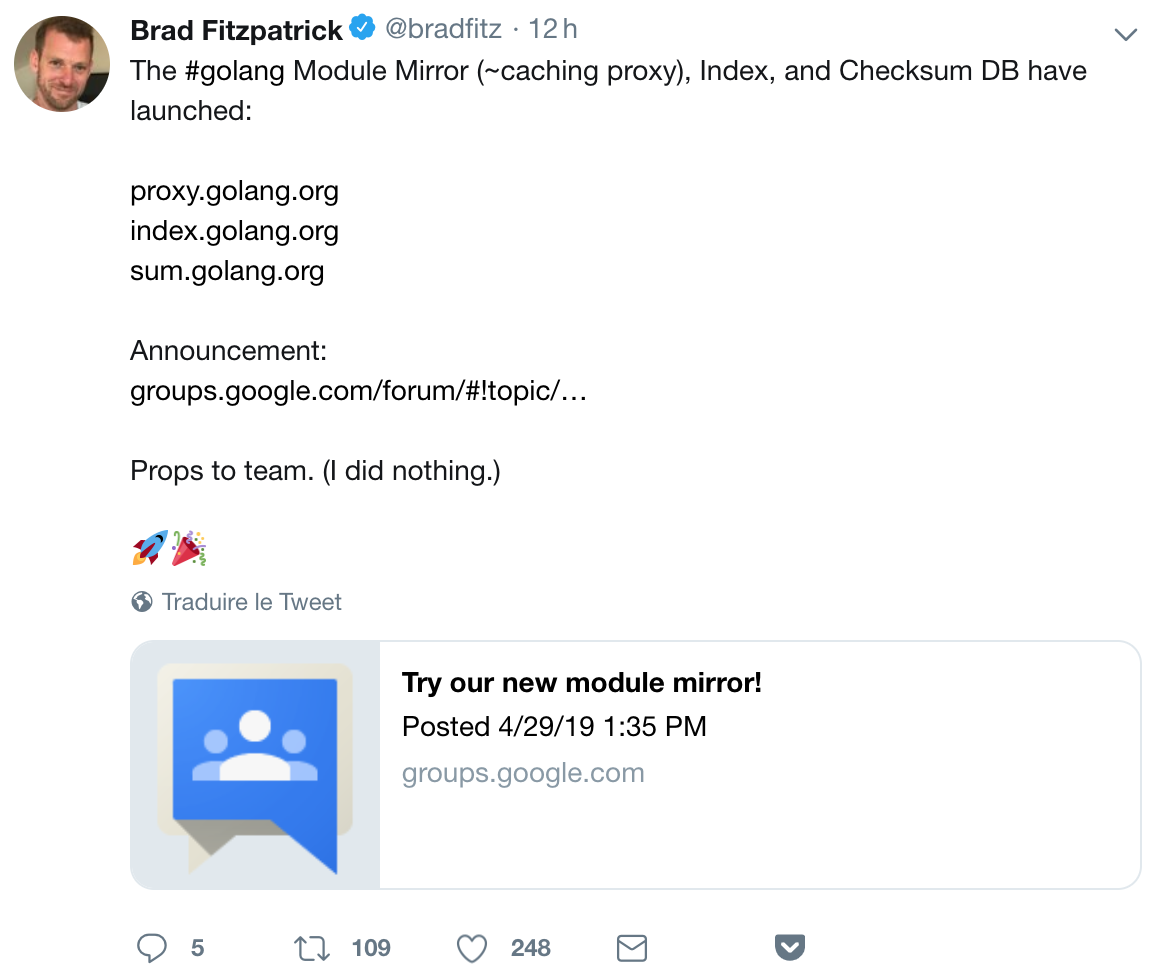 Brad Fitzpatrick @bradfitz · 12 h
The #golang Module Mirror (~caching proxy), Index, and Checksum DB have
launched:
proxy.golang.org
index.golang.org
sum.golang.org
Announcement:
groups.google.com/forum/#!topic/…
Props to team. (I did nothing.)
🚀🎉
Traduire le Tweet
Try our new module mirror!
Posted 4/29/19 1:35 PM
groups.google.com
5 109 248